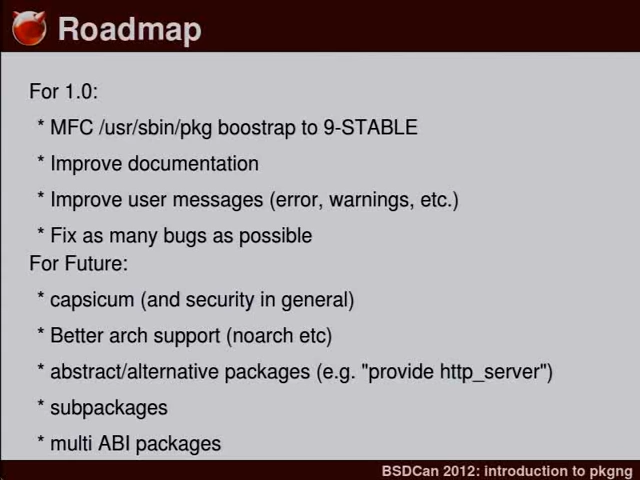 Roadmap
For 1.0:
* MFC /usr/sbin/pkg boostrap to 9-STABLE
* Improve documentation
* Improve user messages (error, warnings, etc.)
* Fix as many bugs as possible
For Future:
* capsicum (and security in general)
* Better arch support (noarch etc)
* abstract/alternative packages (e.g. "provide http_server")
* subpackages
* multi ABI packages
BSDCan 2012: introduction to pkgng